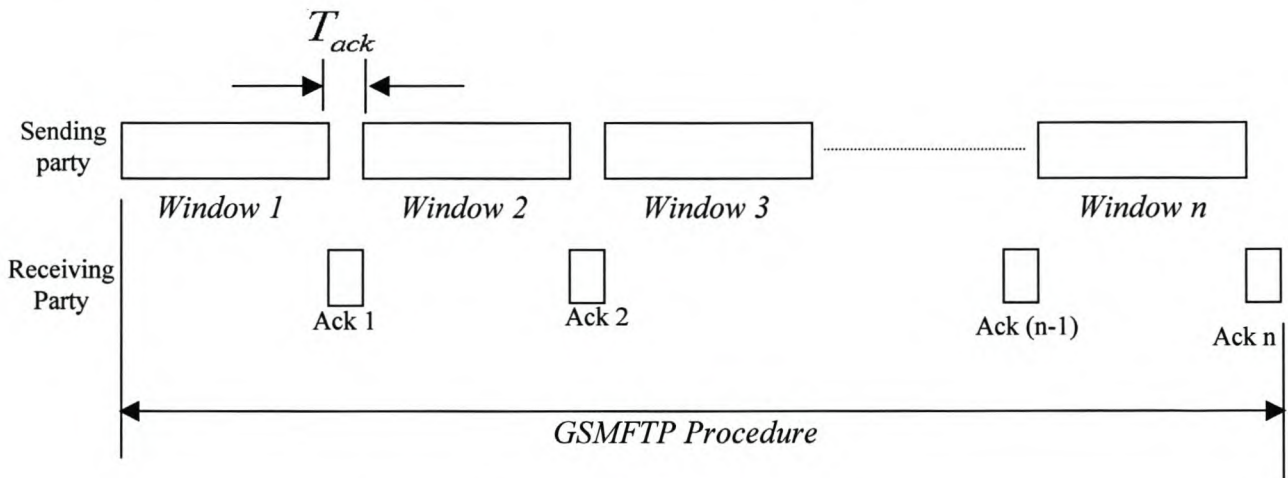 T_ack
Sending
party
Window 1
Window 2
Window 3
Window n
Receiving
Party
Ack 1
Ack 2
Ack (n-1)
Ack n
GSMFTP Procedure